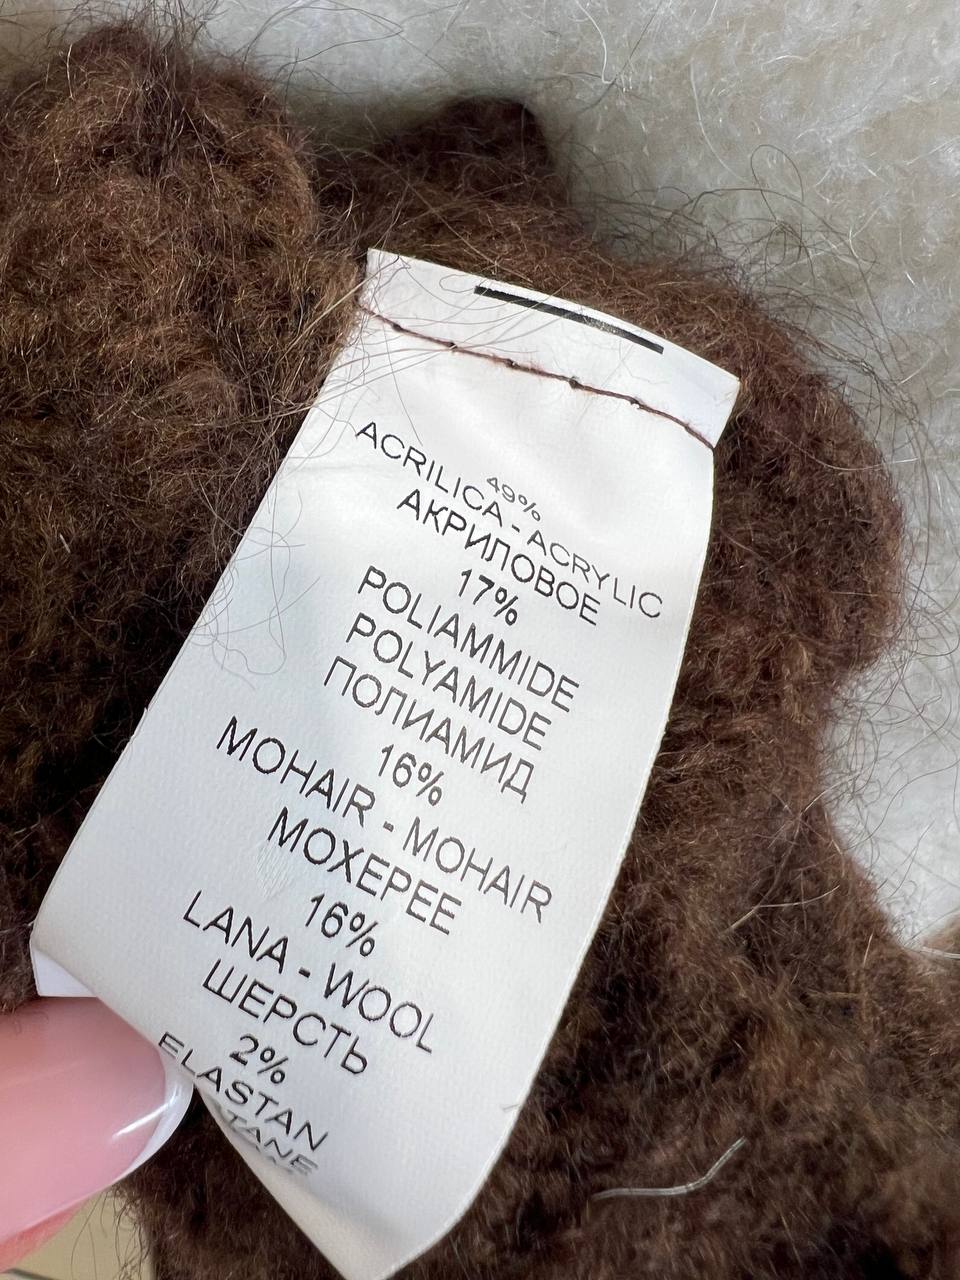 49%
ACRILICA - ACRYLIC
АКРИЛОВОЕ
17%
POLIAMMIDE
POLYAMIDE
ПОЛИАМИД
16%
MOHAIR - MOHAIR
МОХЕРЕЕ
16%
LANA - WOOL
ШЕРСТЬ
2%
ELASTAN